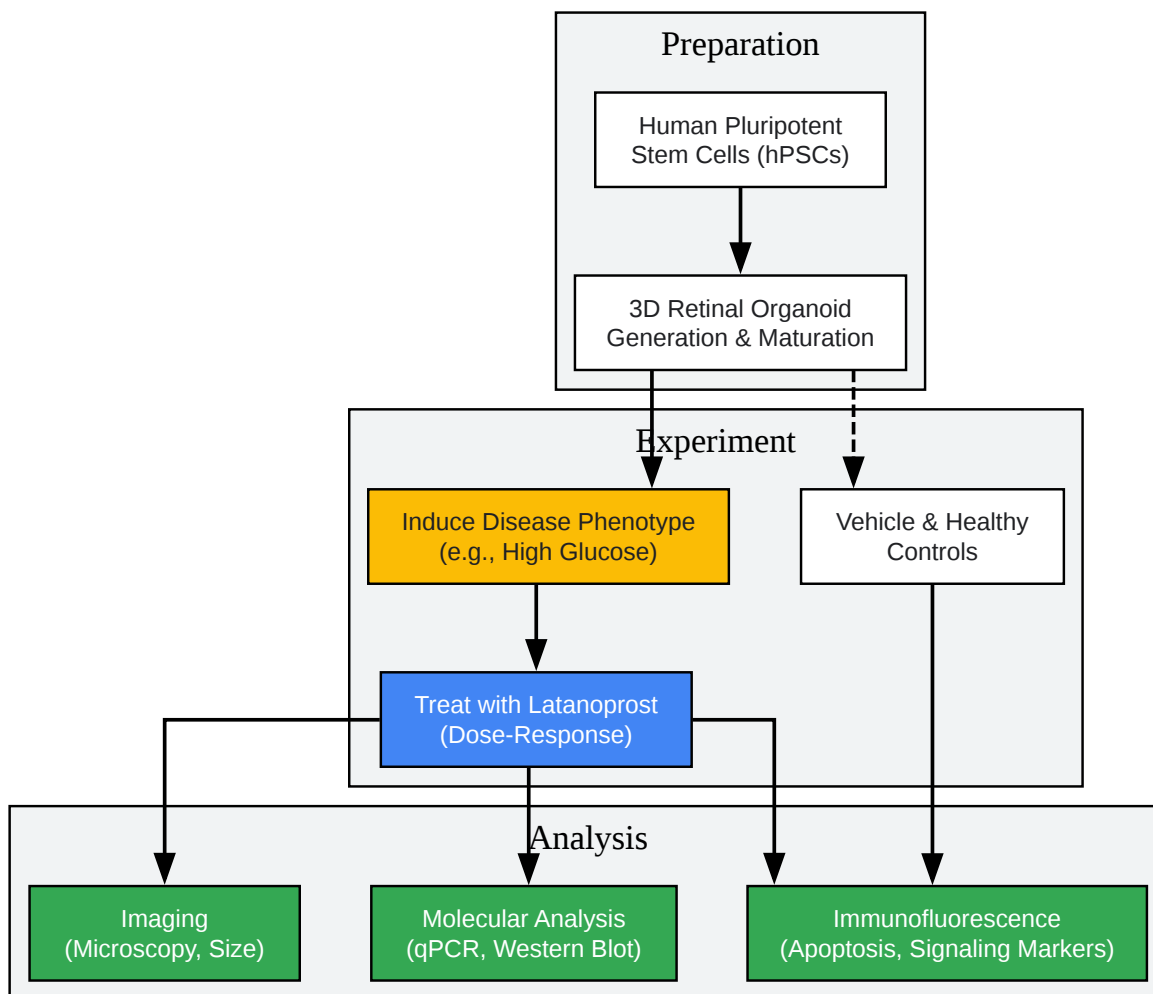 Preparation
Human Pluripotent
Stem Cells (hPSCs)
3D Retinal Organoid
Generation & Maturation
Experiment
Induce Disease Phenotype
(e.g., High Glucose)
Vehicle & Healthy
Controls
Treat with Latanoprost
(Dose-Response)
Analysis
Imaging
(Microscopy, Size)
Molecular Analysis
(qPCR, Western Blot)
Immunofluorescence
(Apoptosis, Signaling Markers)